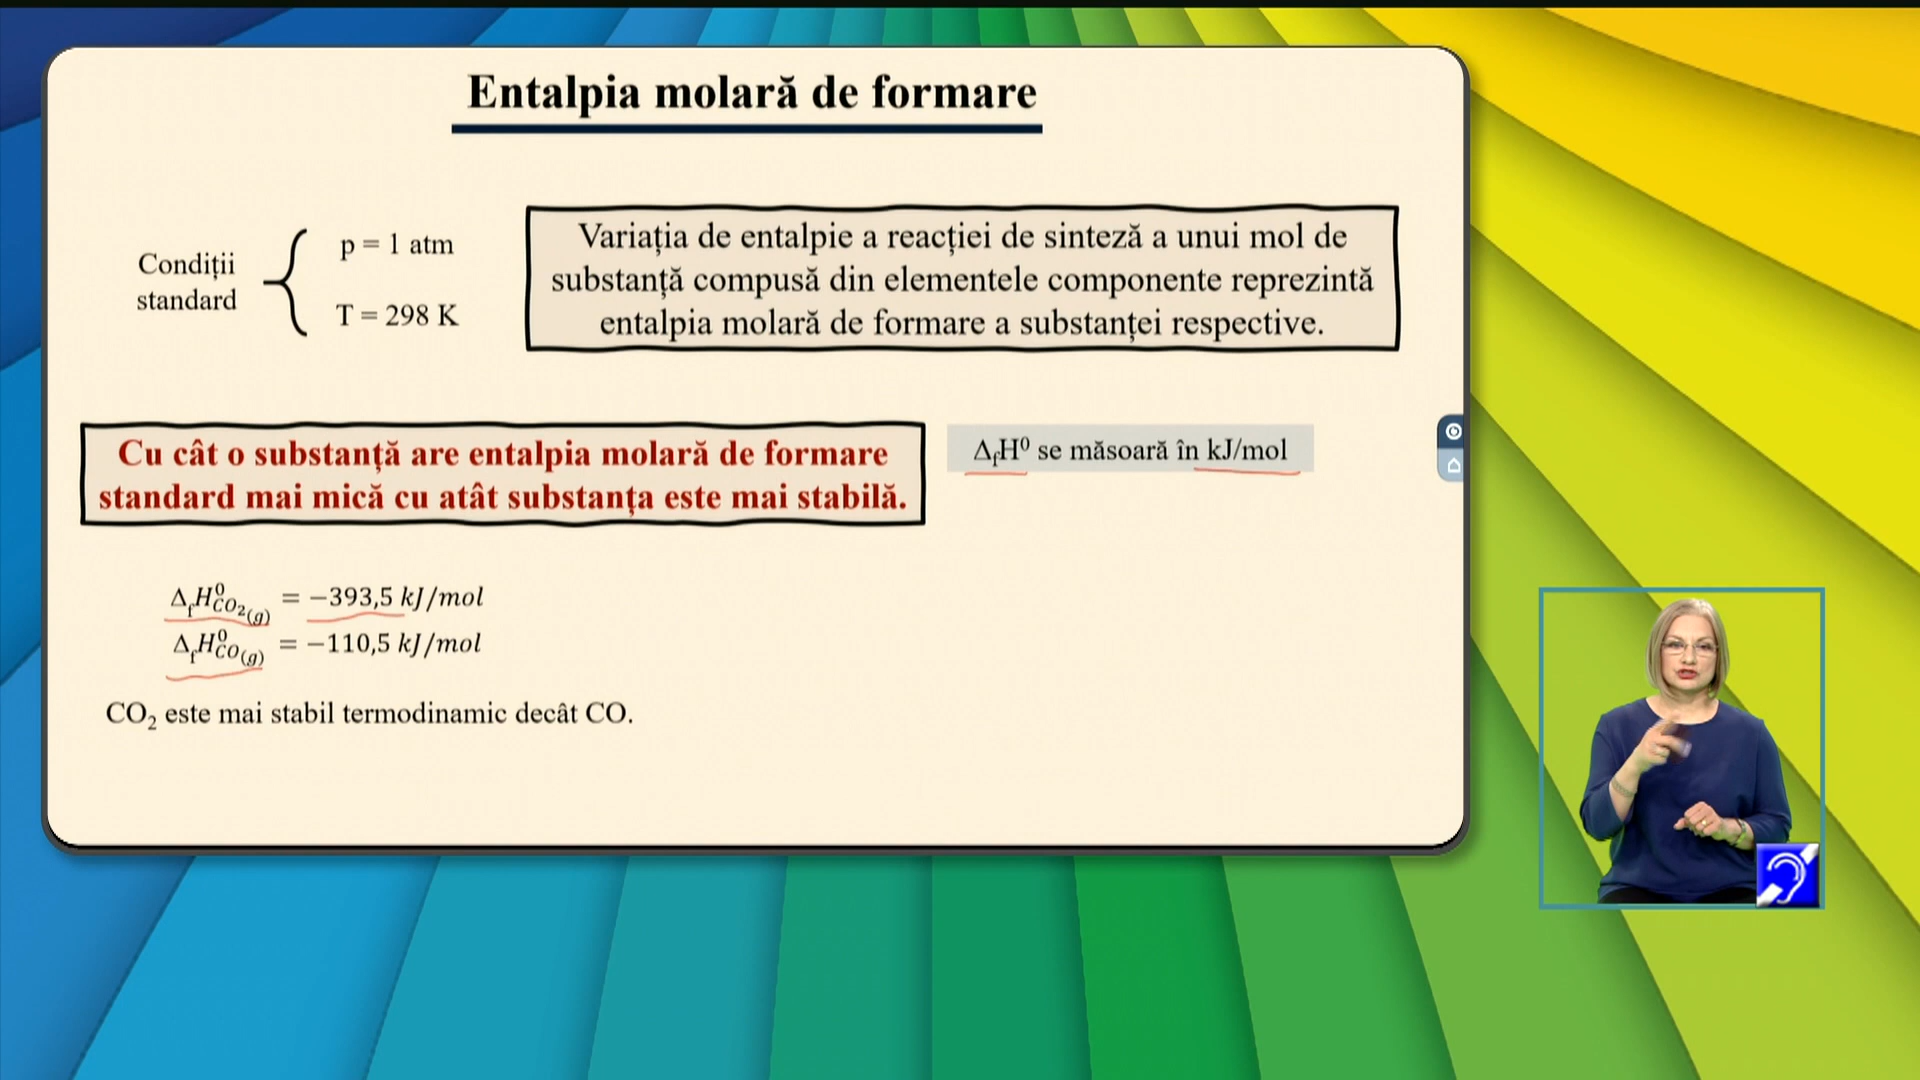 Entalpia molară de formare
Condiții
standard
p = 1 atm
T = 298 K
Variația de entalpie a reacției de sinteză a unui mol de
substanță compusă din elementele componente reprezintă
entalpia molară de formare a substanței respective.
Cu cât o substanță are entalpia molară de formare
standard mai mică cu atât substanța este mai stabilă.
ΔfH⁰ se măsoară în kJ/mol
ΔfH⁰CO₂(g) = −393,5 kJ/mol
ΔfH⁰CO(g) = −110,5 kJ/mol
CO₂ este mai stabil termodinamic decât CO.